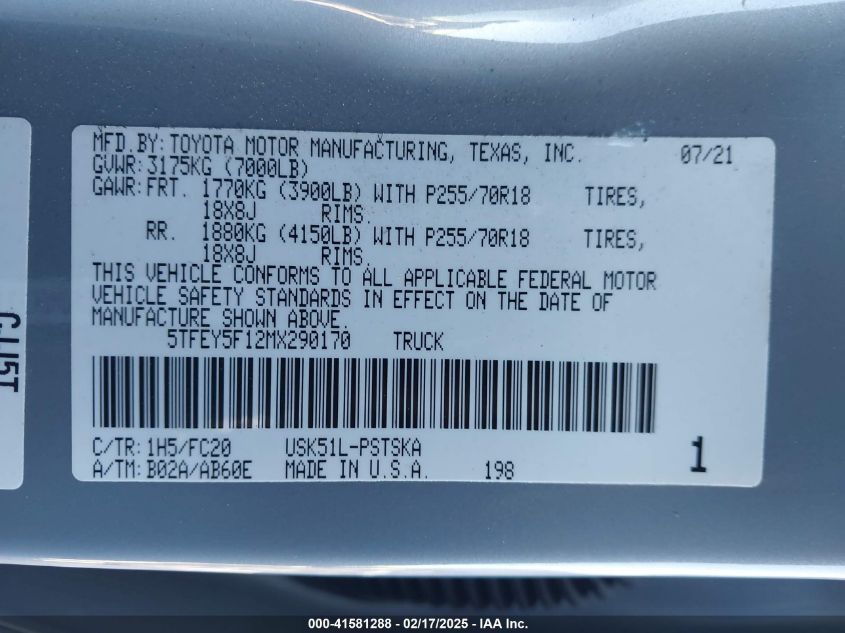 MFD.BY: TOYOTA MOTOR MANUFACTURING, TEXAS, INC. 07/21
GVWR: 3175KG (7000LB)
GAWR: FRT. 1770KG (3900LB) WITH P255/70R18 TIRES,
18X8J RIMS.
RR. 1880KG (4150LB) WITH P255/70R18 TIRES,
18X8J RIMS.
THIS VEHICLE CONFORMS TO ALL APPLICABLE FEDERAL MOTOR
VEHICLE SAFETY STANDARDS IN EFFECT ON THE DATE OF
MANUFACTURE SHOWN ABOVE.
5TFEY5F12MX290170 TRUCK
C/TR: 1H5/FC20 USK51L-PSTSKA
A/TM: B02A/AB60E MADE IN U.S.A. 198
1
000-41581288 - 02/17/2025 - IAA Inc.